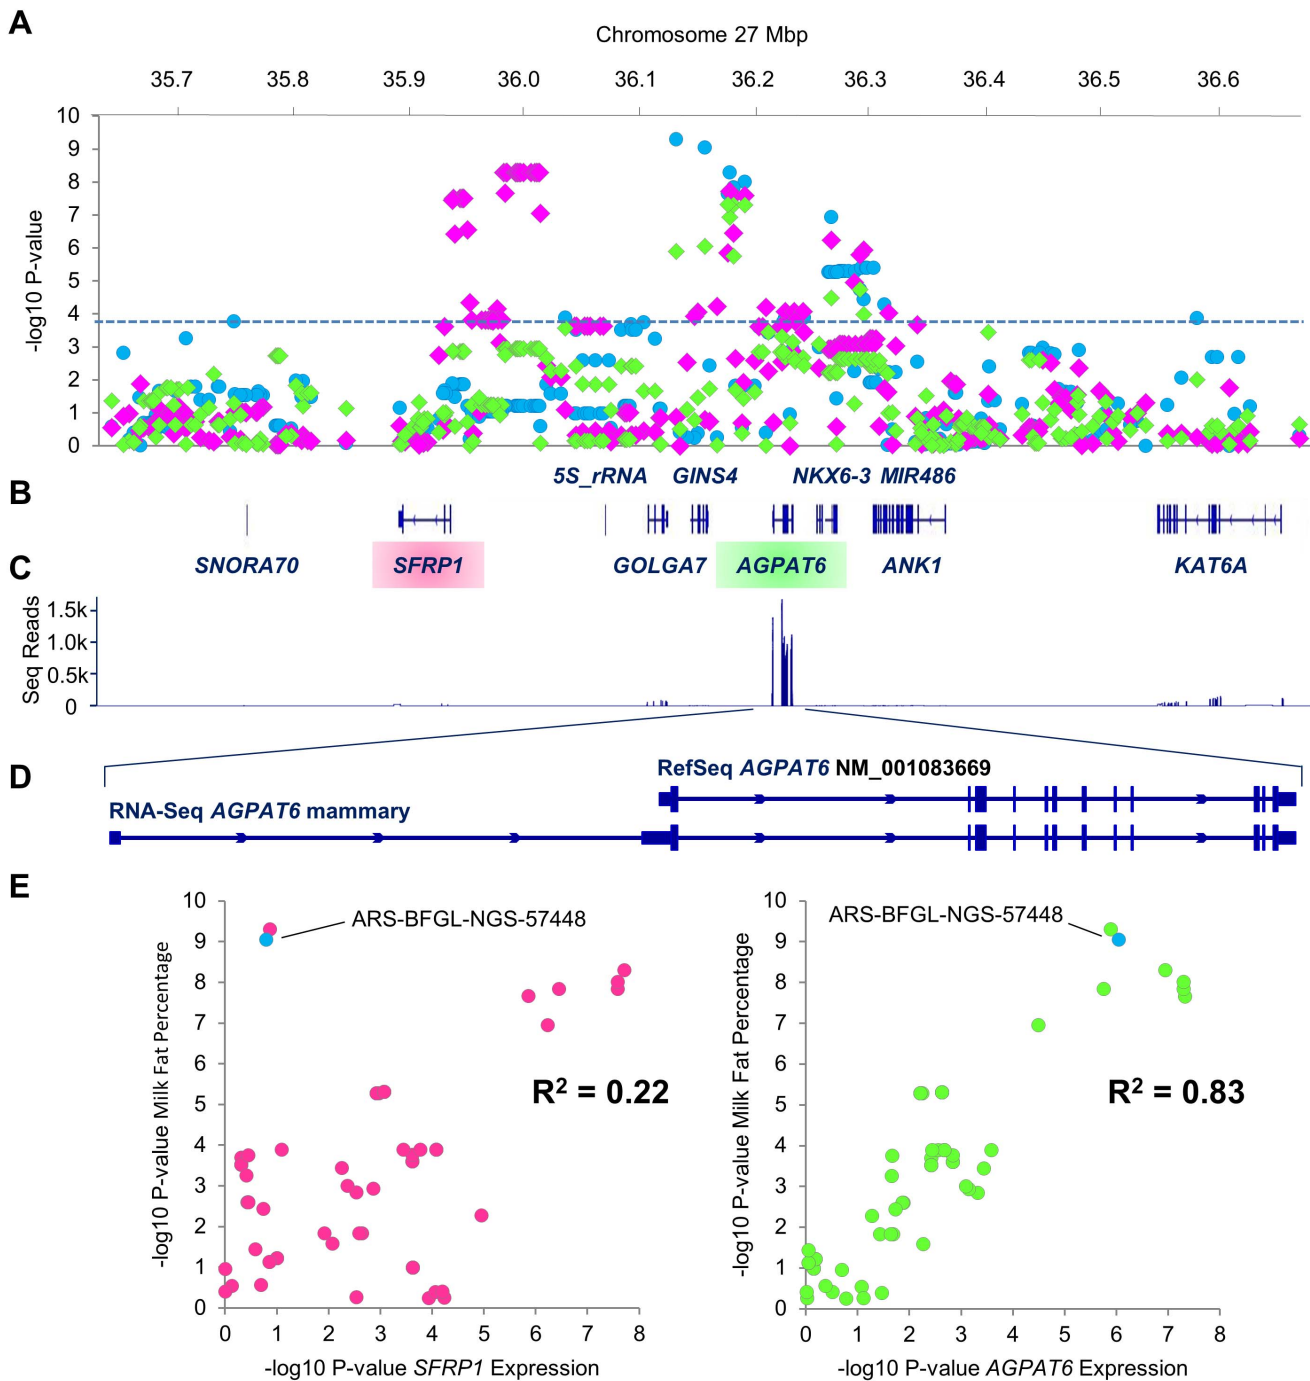 A
Chromosome 27 Mbp
35.7 35.8 35.9 36.0 36.1 36.2 36.3 36.4 36.5 36.6
10
9
8
7
6
5
4
3
2
1
0
-log10 P-value
5S_rRNA GINS4 NKX6-3 MIR486
B
C
SNORA70 SFRP1 GOLGA7 AGPAT6 ANK1 KAT6A
Seq Reads
1.5k
1.0k
0.5k
0
D
RefSeq AGPAT6 NM_001083669
RNA-Seq AGPAT6 mammary
E
10
9
8
7
6
5
4
3
2
1
0
-log10 P-value Milk Fat Percentage
ARS-BFGL-NGS-57448
R² = 0.22
0 1 2 3 4 5 6 7 8
-log10 P-value SFRP1 Expression
10
9
8
7
6
5
4
3
2
1
0
-log10 P-value Milk Fat Percentage
ARS-BFGL-NGS-57448
R² = 0.83
0 1 2 3 4 5 6 7 8
-log10 P-value AGPAT6 Expression